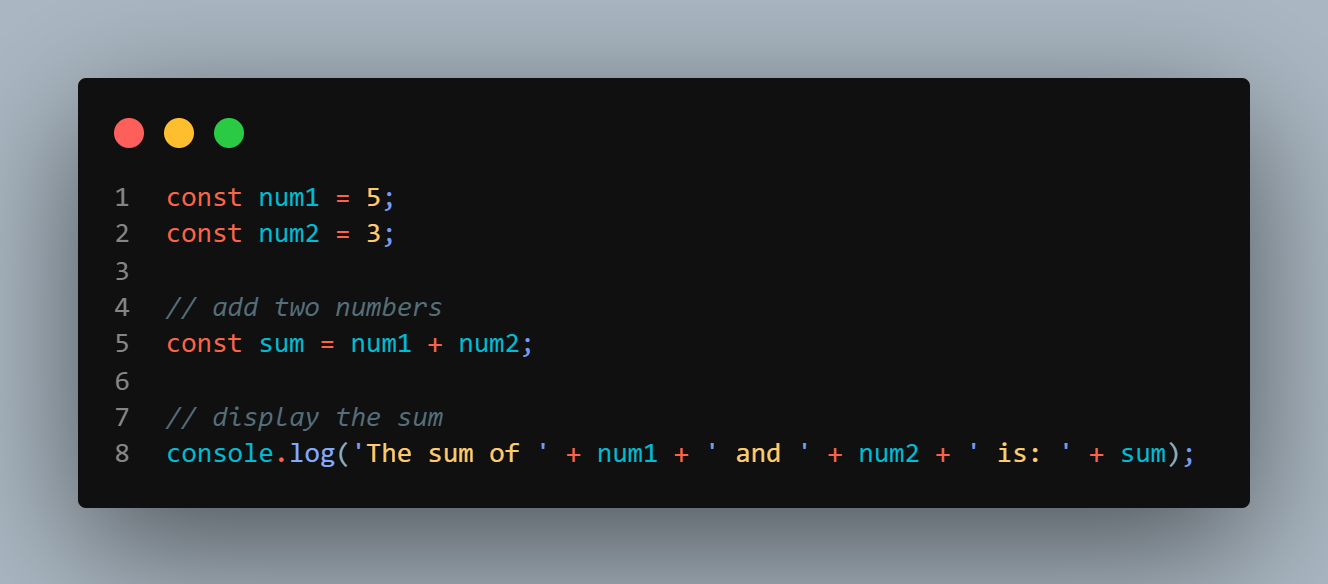 1 const num1 = 5;
2 const num2 = 3;
3
4 // add two numbers
5 const sum = num1 + num2;
6
7 // display the sum
8 console.log('The sum of ' + num1 + ' and ' + num2 + ' is: ' + sum);